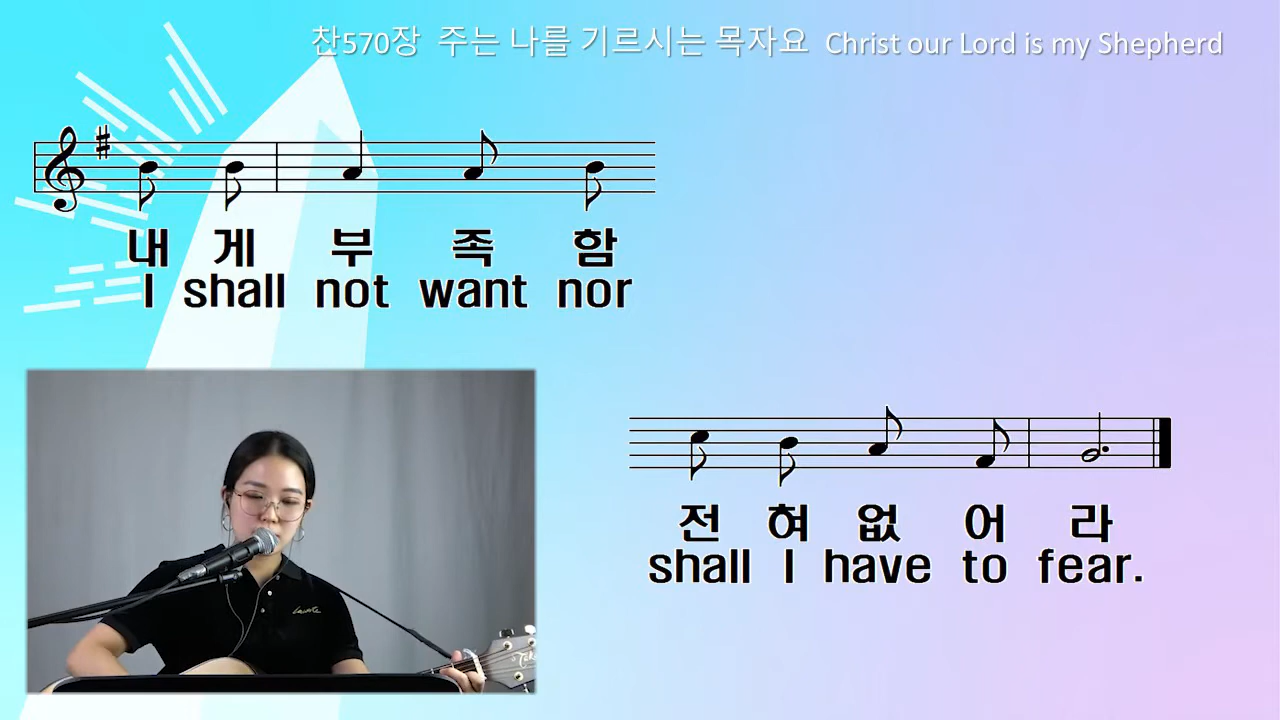 찬570장 주는 나를 기르시는 목자요 Christ our Lord is my Shepherd
내 게 부 족 함
I shall not want nor
전 혀 없 어 라
shall I have to fear.